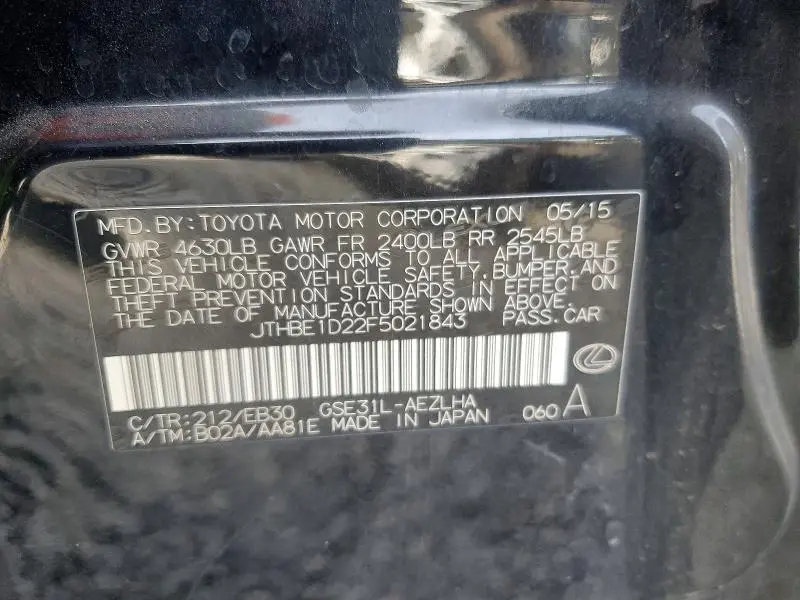 MFD.BY:TOYOTA MOTOR CORPORATION 05/15
GVWR 4630LB GAWR FR 2400LB RR 2545LB
THIS VEHICLE CONFORMS TO ALL APPLICABLE
FEDERAL MOTOR VEHICLE SAFETY,BUMPER,AND
THEFT PREVENTION STANDARDS IN EFFECT ON
THE DATE OF MANUFACTURE SHOWN ABOVE.
JTHBE1D22F5021843 PASS.CAR
C/TR:212/EB30 GSE31L-AEZLHA
A/TM:B02A/AA81E MADE IN JAPAN 060 A